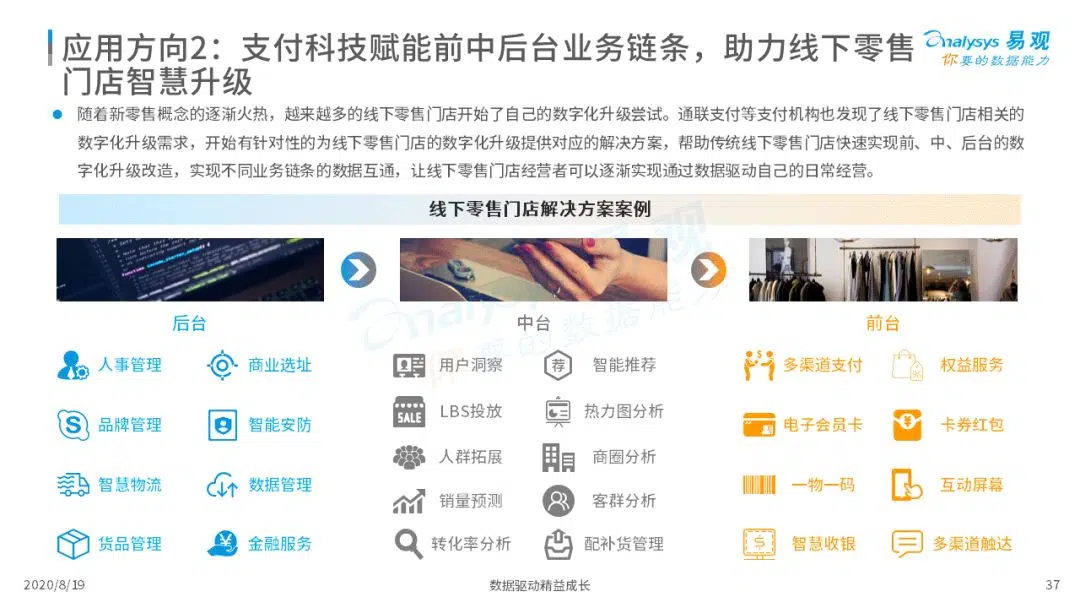 应用方向2：支付科技赋能前中后台业务链条，助力线下零售
门店智慧升级
analysys 易观
你要的数据能力
随着新零售概念的逐渐火热，越来越多的线下零售门店开始了自己的数字化升级尝试。通联支付等支付机构也发现了线下零售门店相关的
数字化升级需求，开始有针对性的为线下零售门店的数字化升级提供对应的解决方案，帮助传统线下零售门店快速实现前、中、后台的数
字化升级改造，实现不同业务链条的数据互通，让线下零售门店经营者可以逐渐实现通过数据驱动自己的日常经营。
线下零售门店解决方案案例
后台
人事管理 商业选址
品牌管理 智能安防
智慧物流 数据管理
货品管理 金融服务
中台
用户洞察 荐 智能推荐
SALE LBS投放 热力图分析
人群拓展 商圈分析
销量预测 客群分析
转化率分析 配补货管理
前台
多渠道支付 权益服务
电子会员卡 卡券红包
一物一码 互动屏幕
智慧收银 多渠道触达
2020/8/19
数据驱动精益成长
37